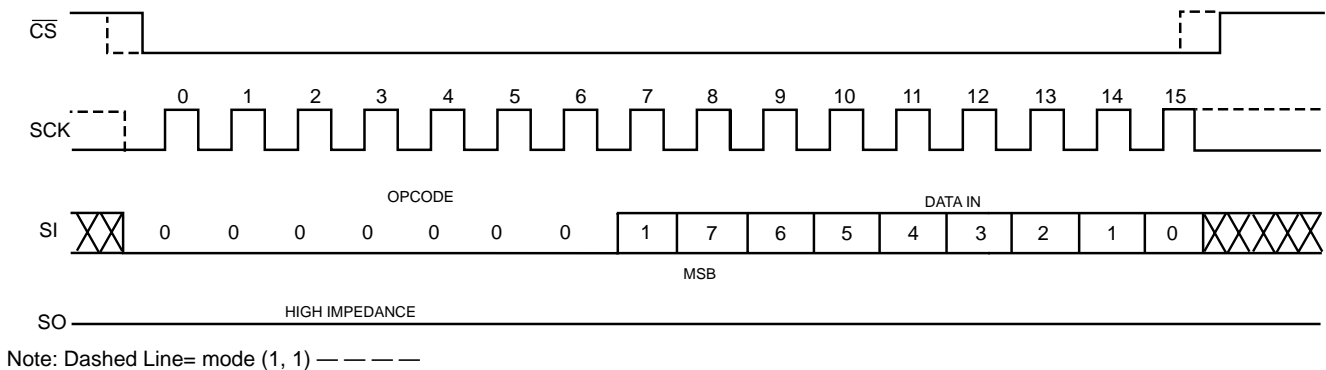 CS
0 1 2 3 4 5 6 7 8 9 10 11 12 13 14 15
SCK
OPCODE
DATA IN
SI 0 0 0 0 0 0 0 1 7 6 5 4 3 2 1 0
MSB
HIGH IMPEDANCE
SO
Note: Dashed Line= mode (1, 1) — — — —